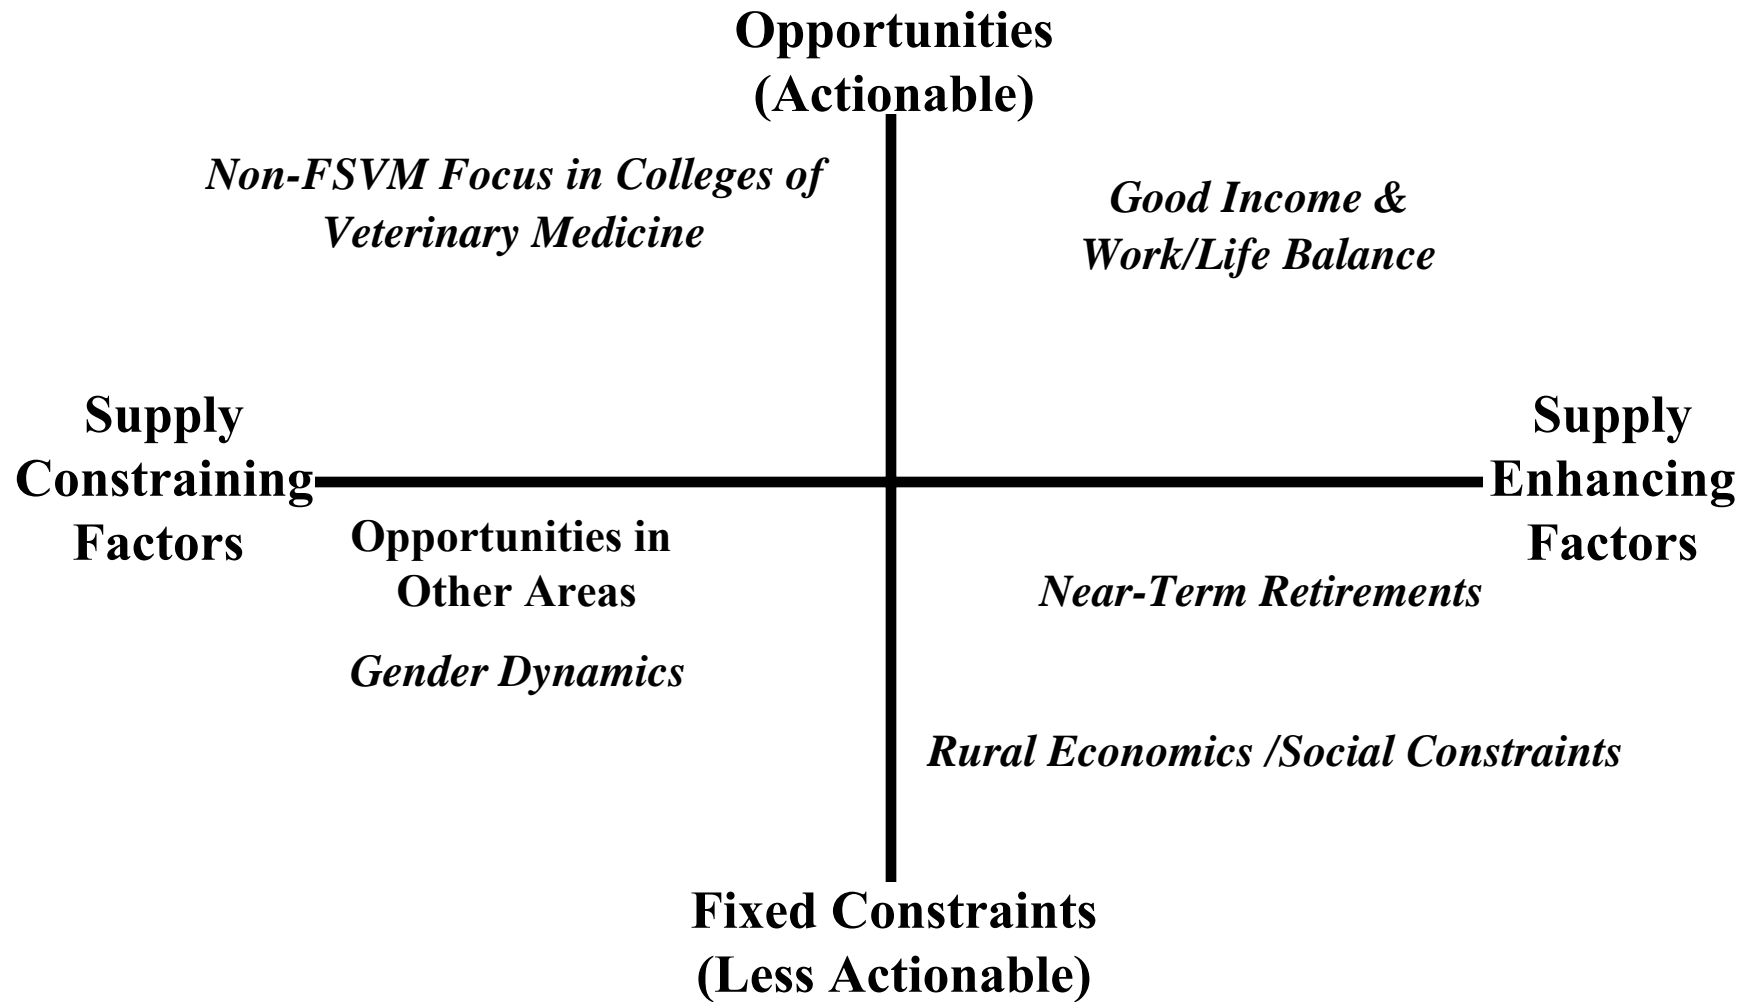 Opportunities
(Actionable)
Non-FSVM Focus in Colleges of
Veterinary Medicine
Good Income &
Work/Life Balance
Supply
Constraining
Factors
Supply
Enhancing
Factors
Opportunities in
Other Areas
Gender Dynamics
Near-Term Retirements
Rural Economics /Social Constraints
Fixed Constraints
(Less Actionable)